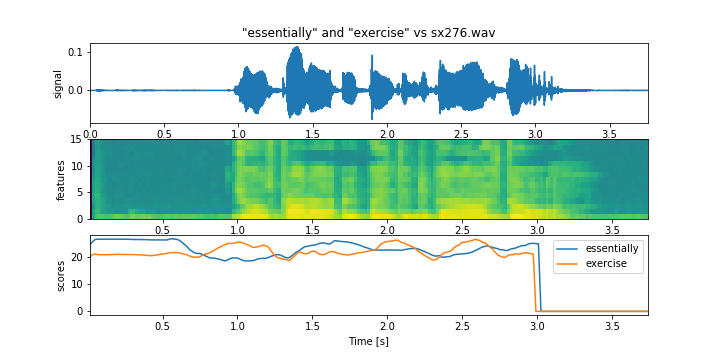 "essentially" and "exercise" vs sx276.wav
signal
0.1
0.0
0.0 0.5 1.0 1.5 2.0 2.5 3.0 3.5
features
15
10
5
0
0.5 1.0 1.5 2.0 2.5 3.0 3.5
scores
20
10
0
essentially
exercise
0.5 1.0 1.5 2.0 2.5 3.0 3.5
Time [s]